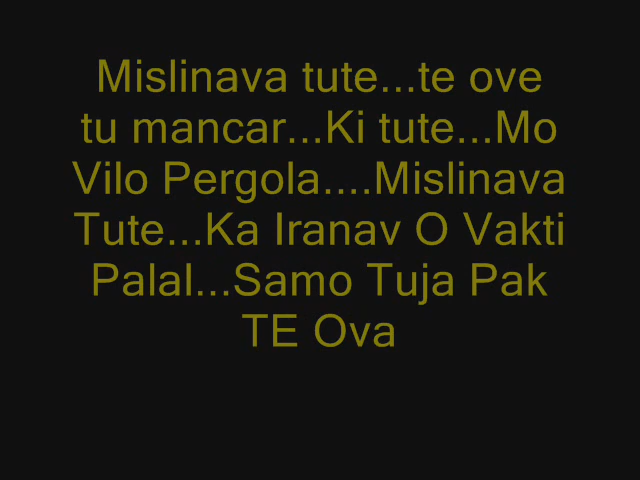 Mislinava tute...te ove
tu mancar...Ki tute...Mo
Vilo Pergola....Mislinava
Tute...Ka Iranav O Vakti
Palal...Samo Tuja Pak
TE Ova